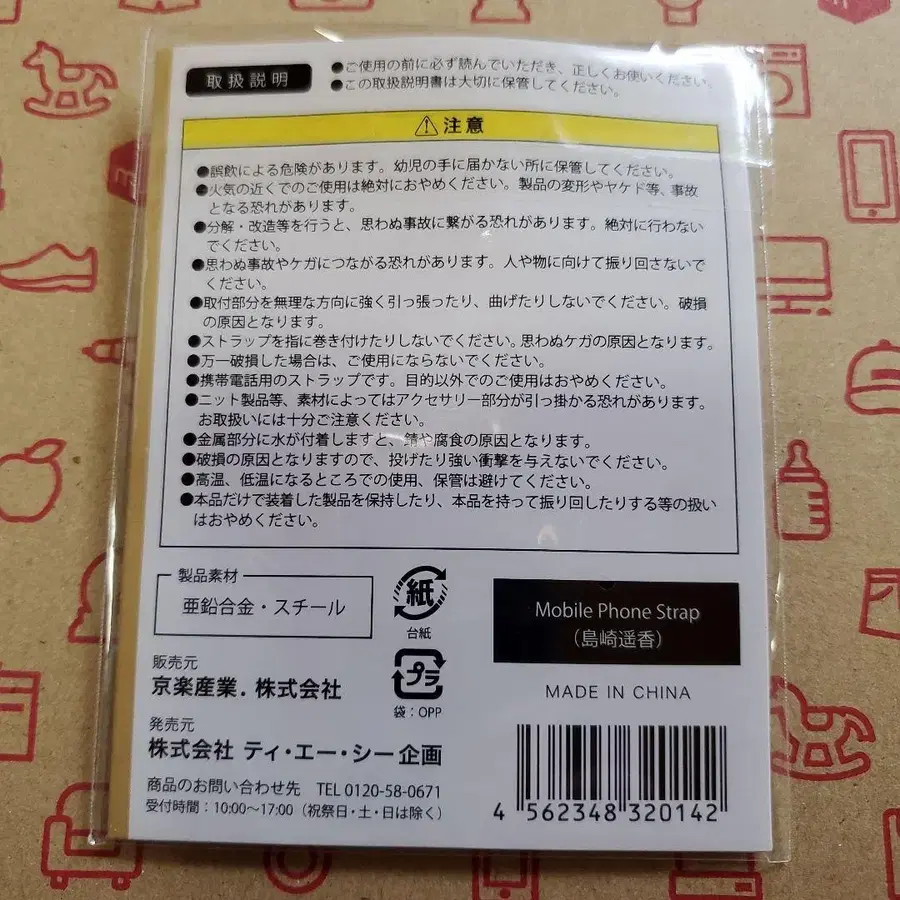 取扱説明
●ご使用の前に必ず読んでいただき、正しくお使いください。
●この取扱説明書は大切に保管してください。
⚠注意
●誤飲による危険があります。幼児の手に届かない所に保管してください。
●火気の近くでのご使用は絶対におやめください。製品の変形やヤケド等、事故
となる恐れがあります。
●分解・改造等を行うと、思わぬ事故に繋がる恐れがあります。絶対に行わない
でください。
●思わぬ事故やケガにつながる恐れがあります。人や物に向けて振り回さないで
ください。
●取付部分を無理な方向に強く引っ張ったり、曲げたりしないでください。破損
の原因となります。
●ストラップを指に巻き付けたりしないでください。思わぬケガの原因となります。
●万一破損した場合は、ご使用にならないでください。
●携帯電話用のストラップです。目的以外でのご使用はおやめください。
●ニット製品等、素材によってはアクセサリー部分が引っ掛かる恐れがあります。
お取扱いには十分ご注意ください。
●金属部分に水が付着しますと、錆や腐食の原因となります。
●破損の原因となりますので、投げたり強い衝撃を与えないでください。
●高温、低温になるところでの使用、保管は避けてください。
●本品だけで装着した製品を保持したり、本品を持って振り回したりする等の扱い
はおやめください。
製品素材
亜鉛合金・スチール
紙
台紙
プラ
袋：OPP
Mobile Phone Strap
（島崎遥香）
MADE IN CHINA
販売元
京楽産業．株式会社
発売元
株式会社 ティ・エー・シー企画
商品のお問い合わせ先 TEL 0120-58-0671
受付時間：10:00～17:00（祝祭日・土・日は除く）
4 562348 320142